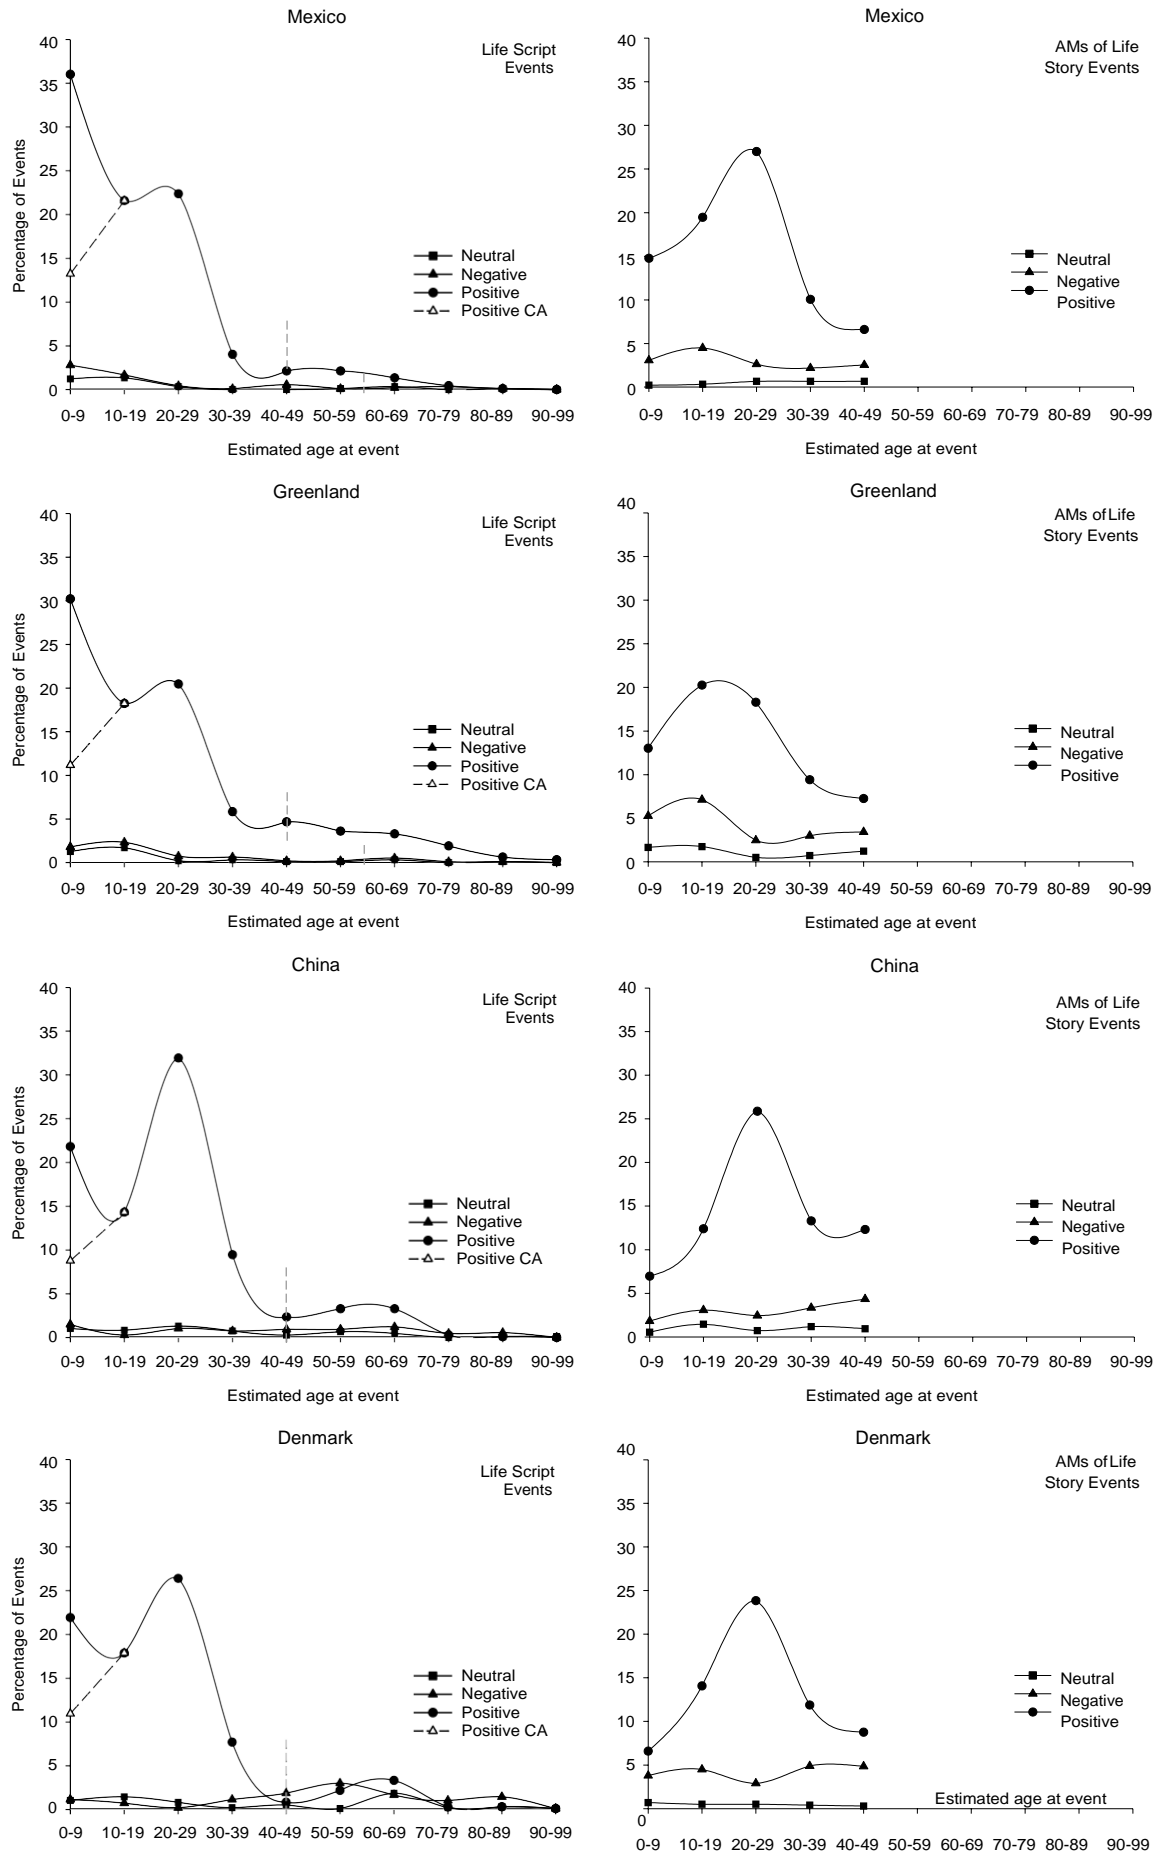 Mexico
Life Script
Events
Percentage of Events
40
35
30
25
20
15
10
5
0
Neutral
Negative
Positive
Positive CA
0-9 10-19 20-29 30-39 40-49 50-59 60-69 70-79 80-89 90-99
Estimated age at event
Mexico
AMs of Life
Story Events
40
35
30
25
20
15
10
5
0
Neutral
Negative
Positive
0-9 10-19 20-29 30-39 40-49 50-59 60-69 70-79 80-89 90-99
Greenland
Life Script
Events
Percentage of Events
40
35
30
25
20
15
10
5
0
Neutral
Negative
Positive
Positive CA
0-9 10-19 20-29 30-39 40-49 50-59 60-69 70-79 80-89 90-99
Estimated age at event
Greenland
AMs of Life
Story Events
40
35
30
25
20
15
10
5
0
Neutral
Negative
Positive
0-9 10-19 20-29 30-39 40-49 50-59 60-69 70-79 80-89 90-99
Estimated age at event
China
Life Script
Events
Percentage of Events
40
35
30
25
20
15
10
5
0
Neutral
Negative
Positive
Positive CA
0-9 10-19 20-29 30-39 40-49 50-59 60-69 70-79 80-89 90-99
Estimated age at event
China
AMs of Life
Story Events
40
35
30
25
20
15
10
5
0
Neutral
Negative
Positive
0-9 10-19 20-29 30-39 40-49 50-59 60-69 70-79 80-89 90-99
Estimated age at event
Denmark
Life Script
Events
Percentage of Events
40
35
30
25
20
15
10
5
0
Neutral
Negative
Positive
Positive CA
0-9 10-19 20-29 30-39 40-49 50-59 60-69 70-79 80-89 90-99
Denmark
AMs of Life
Story Events
40
35
30
25
20
15
10
5
0
Neutral
Negative
Positive
Estimated age at event
0-9 10-19 20-29 30-39 40-49 50-59 60-69 70-79 80-89 90-99